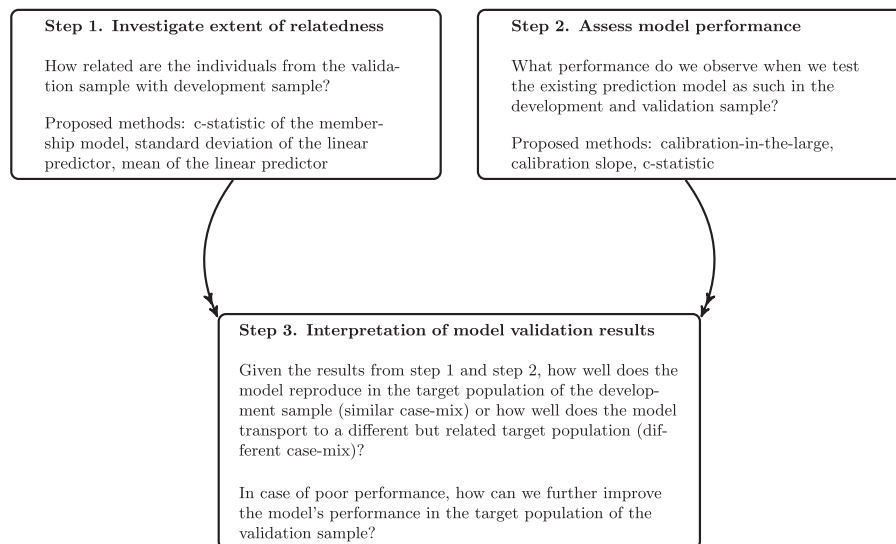 Step 1. Investigate extent of relatedness
How related are the individuals from the valida-
tion sample with development sample?
Proposed methods: c-statistic of the member-
ship model, standard deviation of the linear
predictor, mean of the linear predictor
Step 2. Assess model performance
What performance do we observe when we test
the existing prediction model as such in the
development and validation sample?
Proposed methods: calibration-in-the-large,
calibration slope, c-statistic
Step 3. Interpretation of model validation results
Given the results from step 1 and step 2, how well does the
model reproduce in the target population of the develop-
ment sample (similar case-mix) or how well does the model
transport to a different but related target population (dif-
ferent case-mix)?
In case of poor performance, how can we further improve
the model's performance in the target population of the
validation sample?